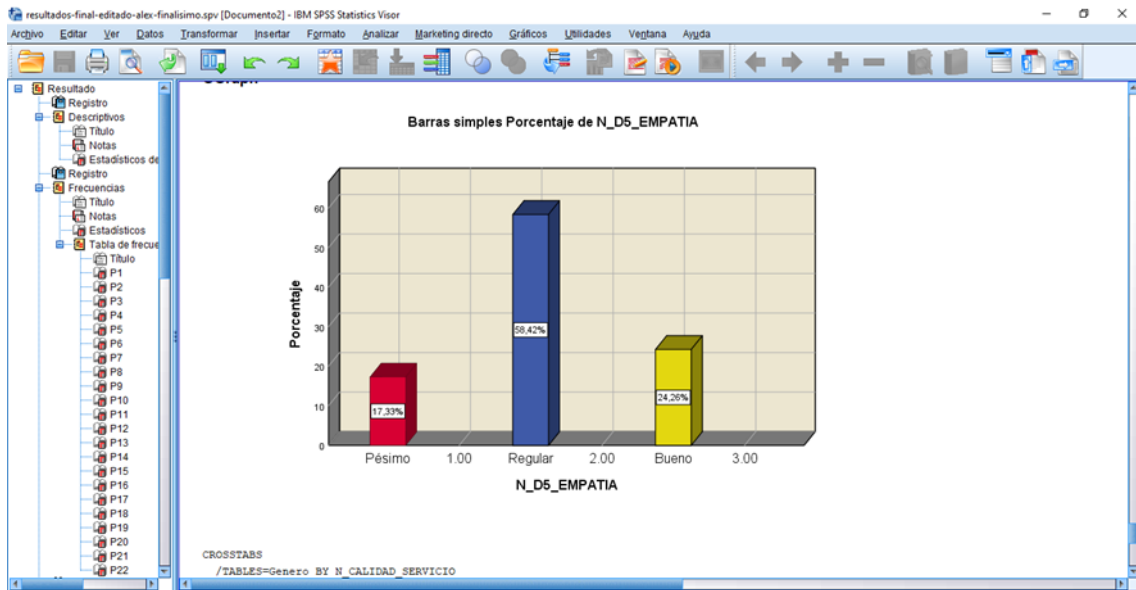 resultados-final-editado-alex-finalisimo.spv [Documento2] - IBM SPSS Statistics Visor
Archivo Editar Ver Datos Transformar Insertar Formato Analizar Marketing directo Gráficos Utilidades Ventana Ayuda
Resultado
Registro
Descriptivos
Título
Notas
Estadísticos de
Registro
Frecuencias
Título
Notas
Estadísticos
Tabla de frecue
Título
P1
P2
P3
P4
P5
P6
P7
P8
P9
P10
P11
P12
P13
P14
P15
P16
P17
P18
P19
P20
P21
P22
Barras simples Porcentaje de N_D5_EMPATIA
Porcentaje
60
50
40
30
20
10
0
17,33%
58,42%
24,26%
Pésimo 1.00 Regular 2.00 Bueno 3.00
N_D5_EMPATIA
CROSSTABS
/TABLES=Genero BY N_CALIDAD_SERVICIO